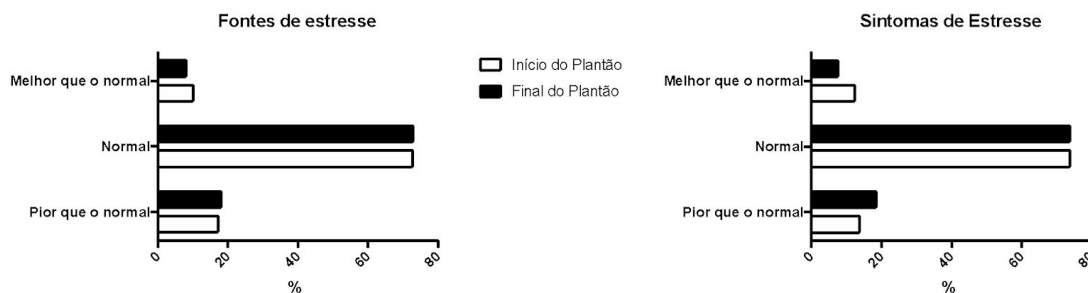 Fontes de estresse
Melhor que o normal
Normal
Pior que o normal
0 20 40 60 80
%
Início do Plantão
Final do Plantão
Sintomas de Estresse
Melhor que o normal
Normal
Pior que o normal
0 20 40 60 80
%